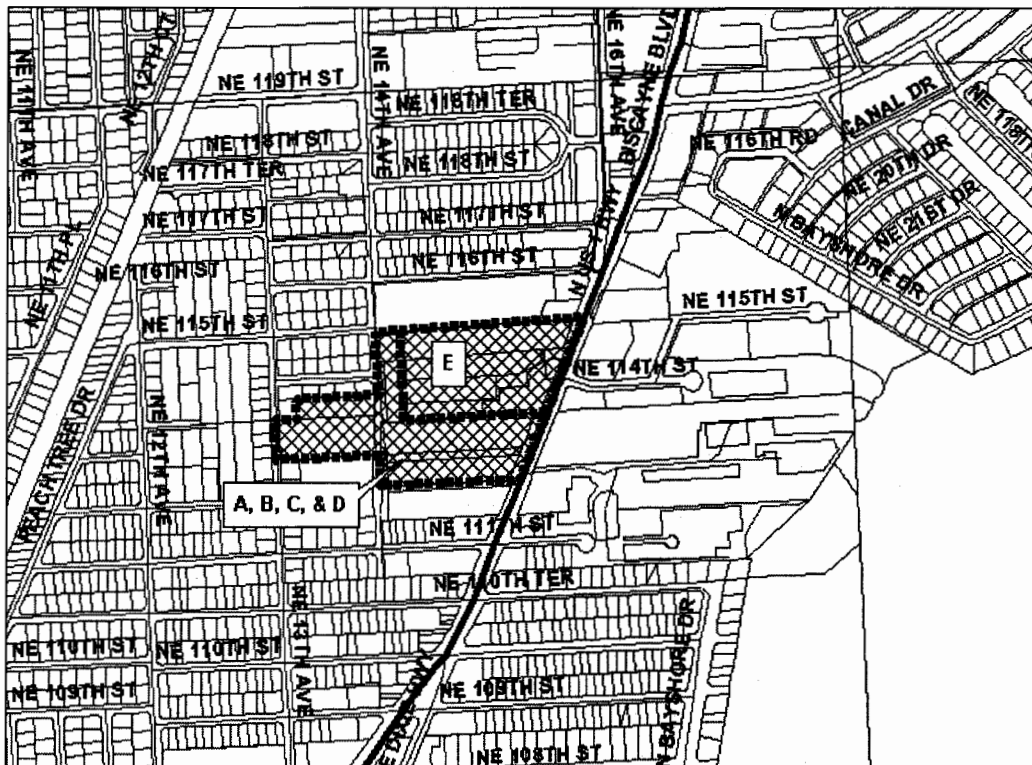 NE 11TH AVE
NE 12TH CT
NE 119TH ST
NE 14TH AVE
NE 118TH TER
NE 16TH AVE
BISCAYNE BLVD
CANAL DR
NE 118TH
NE 118TH ST
NE 118TH ST
NE 116TH RD
NE 117TH TER
NE 20TH DR
NE 117TH ST
NE 117TH ST
NE 21ST DR
N BAYSHORE DR
NE 11TH PL
NE 116TH ST
NE 116TH ST
N US 1 HWY
NE 115TH ST
NE 115TH ST
E
NE 114TH ST
PEACHTREE DR
NE 12TH AVE
A, B, C, & D
NE 111TH ST
NE 110TH TER
NE 13TH AVE
NE 110TH ST
NE 110TH ST
NE 109TH ST
NE 109TH ST
N BAYSHORE DR
E DIXIE HWY
NE 108TH ST